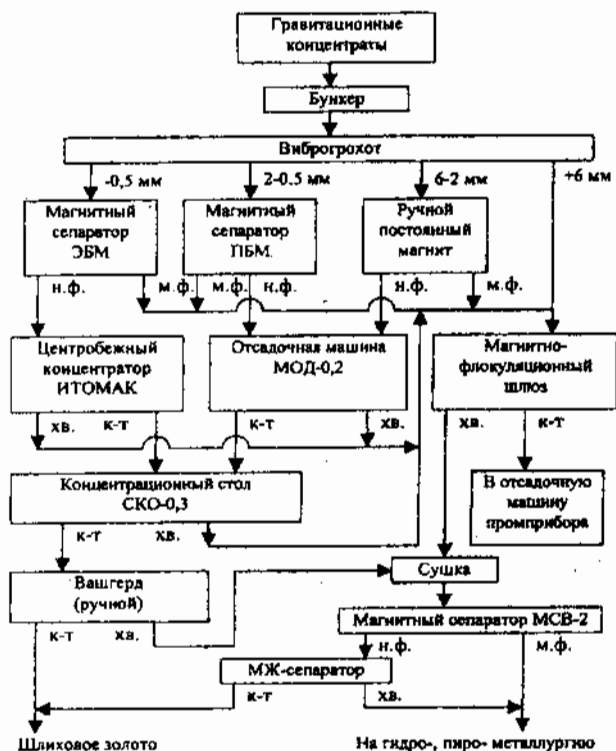 Гравитационные
концентраты
Бункер
Виброгрохот
-0,5 мм
2-0.5 мм
6-2 мм
+6 мм
Магнитный
сепаратор
ЭБМ
Магнитный
сепаратор
ПБМ.
Ручной
постоянный
магнит
н.ф.
м.ф.
м.ф.
н.ф.
н.ф.
м.ф.
Центробежный
концентратор
ИТОМАК
Отсадочная машина
МОД-0,2
Магнитно-
флокуляционный
шлюз
хв.
к-т
к-т
хв.
хв.
к-т
Концентрационный стол
СКО-0,3
В отсадочную
машину
промприбора
к-т
хв.
Сушка
Вашгерд
(ручной)
Магнитный сепаратор МСВ-2
к-т
хв.
н.ф.
м.ф.
МЖ-сепаратор
к-т
хв.
Шлиховое золото
На гидро-, пиро- металлургию